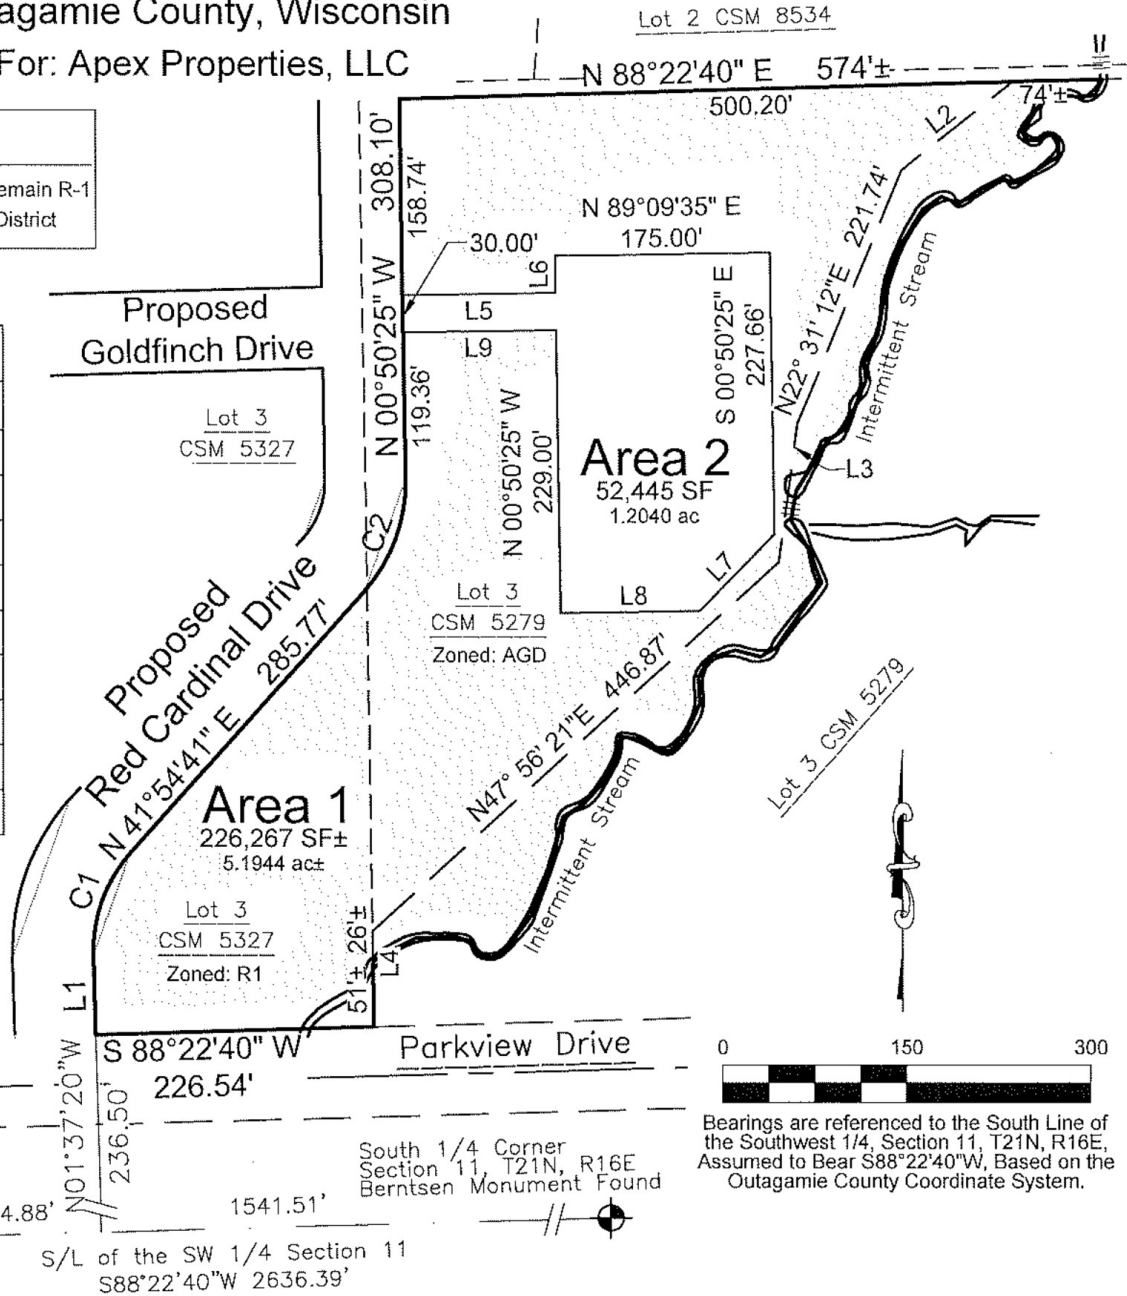 agamie County, Wisconsin
For: Apex Properties, LLC
Lot 2 CSM 8534
N 88°22'40" E 574'±
500.20'
74'±
L2
emain R-1
District
308.10'
158.74'
N 00°50'25" W
30.00'
119.36'
N 89°09'35" E
175.00'
L6
L5
L9
S 00°50'25" E
227.66'
N22° 31' 12"E 221.74'
Intermittent Stream
L3
Proposed
Goldfinch Drive
Lot 3
CSM 5327
N 00°50'25" W
229.00'
Area 2
52,445 SF
1.2040 ac
C2
L7
L8
Lot 3
CSM 5279
Zoned: AGD
Proposed
Red Cardinal Drive
N 41°54'41" E 285.77'
N47° 56' 21"E 446.87'
Intermittent Stream
Lot 3 CSM 5279
Area 1
226,267 SF±
5.1944 ac±
C1
Lot 3
CSM 5327
Zoned: R1
51'± 26'±
L4
L1
S 88°22'40" W
226.54'
Parkview Drive
N01°37'20"W
236.50'
0 150 300
Bearings are referenced to the South Line of
the Southwest 1/4, Section 11, T21N, R16E,
Assumed to Bear S88°22'40"W, Based on the
Outagamie County Coordinate System.
South 1/4 Corner
Section 11, T21N, R16E
Berntsen Monument Found
4.88'
1541.51'
S/L of the SW 1/4 Section 11
S88°22'40"W 2636.39'